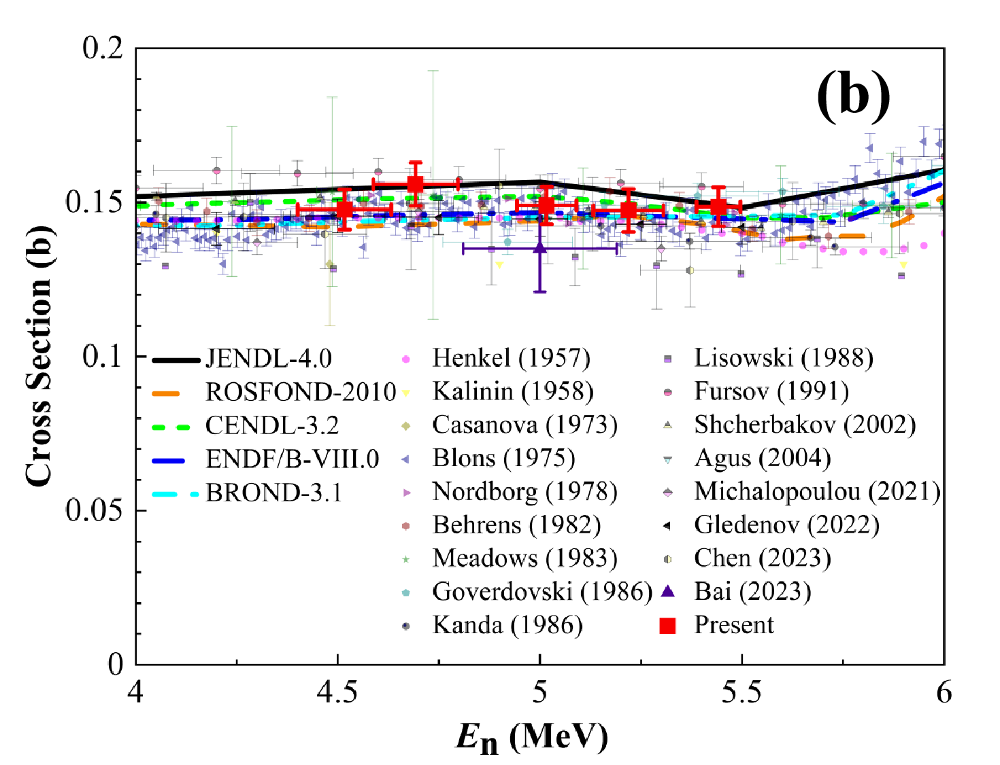 (b)
0.2
0.15
0.1
0.05
0
Cross Section (b)
JENDL-4.0
ROSFOND-2010
CENDL-3.2
ENDF/B-VIII.0
BROND-3.1
Henkel (1957)
Kalinin (1958)
Casanova (1973)
Blons (1975)
Nordborg (1978)
Behrens (1982)
Meadows (1983)
Goverdovski (1986)
Kanda (1986)
Lisowski (1988)
Fursov (1991)
Shcherbakov (2002)
Agus (2004)
Michalopoulou (2021)
Gledenov (2022)
Chen (2023)
Bai (2023)
Present
4
4.5
5
5.5
6
En (MeV)